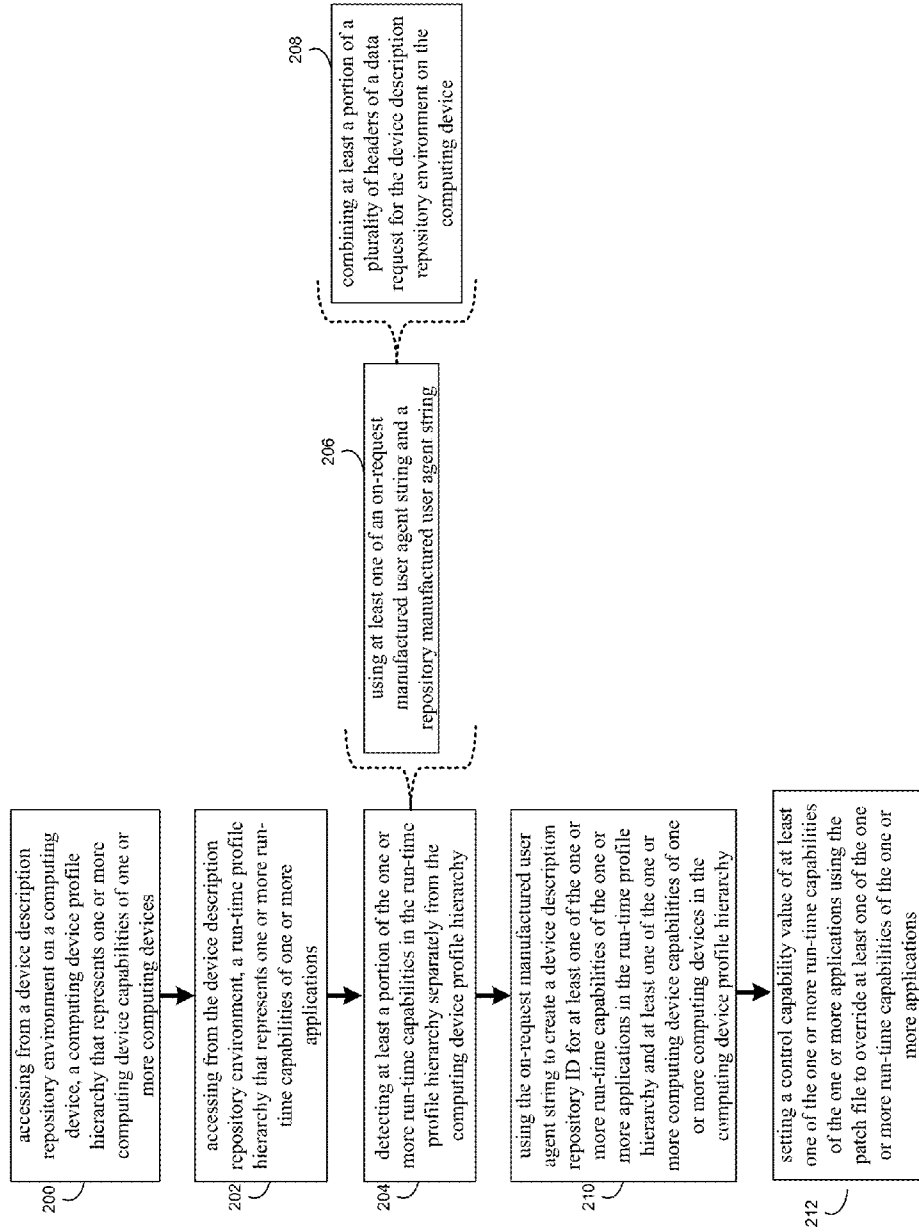 accessing from a device description
repository environment on a computing
device, a computing device profile
hierarchy that represents one or more
computing device capabilities of one or
more computing devices
200
accessing from the device description
repository environment, a run-time profile
hierarchy that represents one or more run-
time capabilities of one or more
applications
202
detecting at least a portion of the one or
more run-time capabilities in the run-time
profile hierarchy separately from the
computing device profile hierarchy
204
using at least one of an on-request
manufactured user agent string and a
repository manufactured user agent string
206
combining at least a portion of a
plurality of headers of a data
request for the device description
repository environment on the
computing device
208
using the on-request manufactured user
agent string to create a device description
repository ID for at least one of the one or
more run-time capabilities of the one or
more applications in the run-time profile
hierarchy and at least one of the one or
more computing device capabilities of one
or more computing devices in the
computing device profile hierarchy
210
setting a control capability value of at least
one of the one or more run-time capabilities
of the one or more applications using the
patch file to override at least one of the one
or more run-time capabilities of the one or
more applications
212